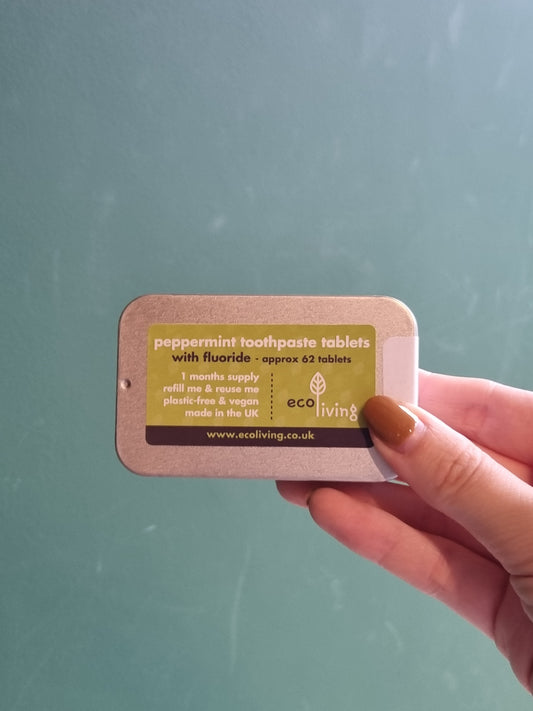 peppermint toothpaste tablets
with fluoride - approx 62 tablets
1 months supply
refill me & reuse me
plastic-free & vegan
made in the UK
eco living
www.ecoliving.co.uk